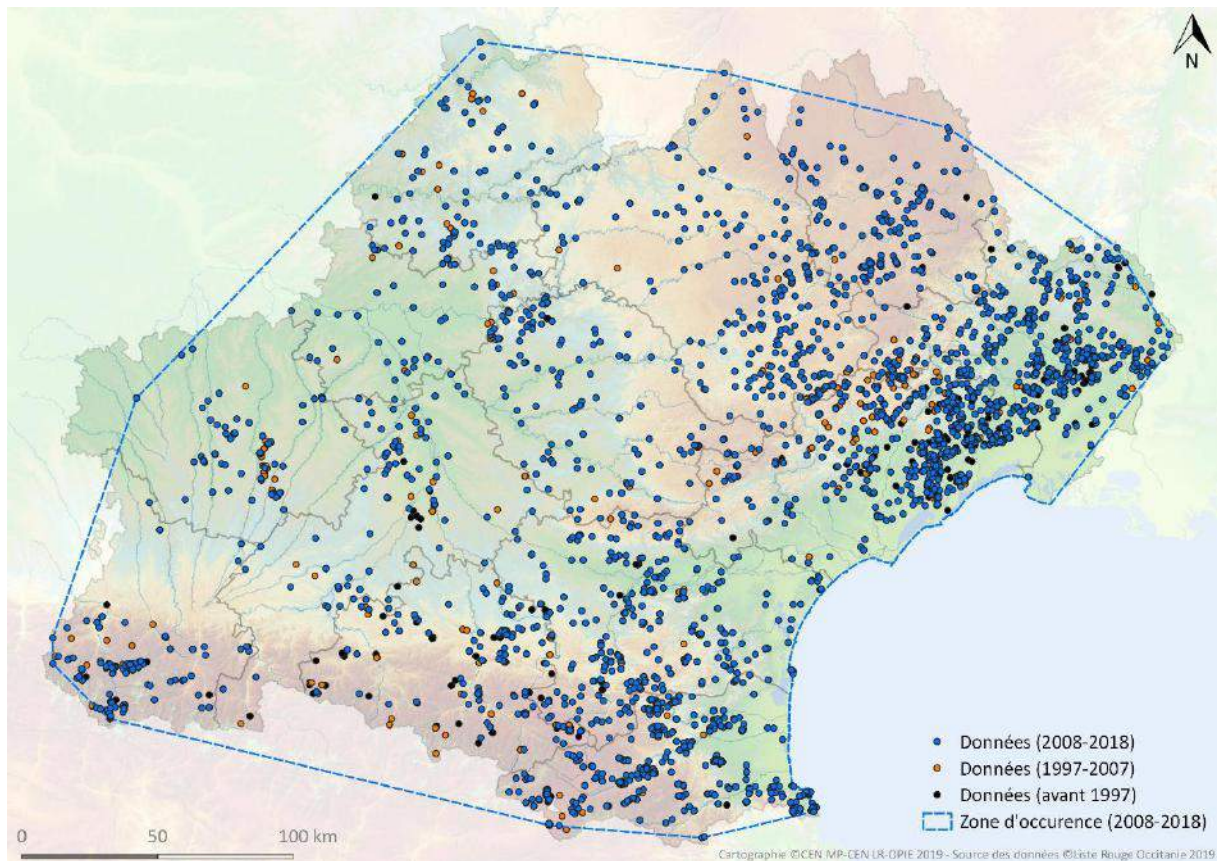 N
Données (2008-2018)
Données (1997-2007)
Données (avant 1997)
Zone d'occurence (2008-2018)
0 50 100 km
Cartographie ©CEN MP-CEN LR-OPIE 2019 - Source des données ©Liste Rouge Occitanie 2019